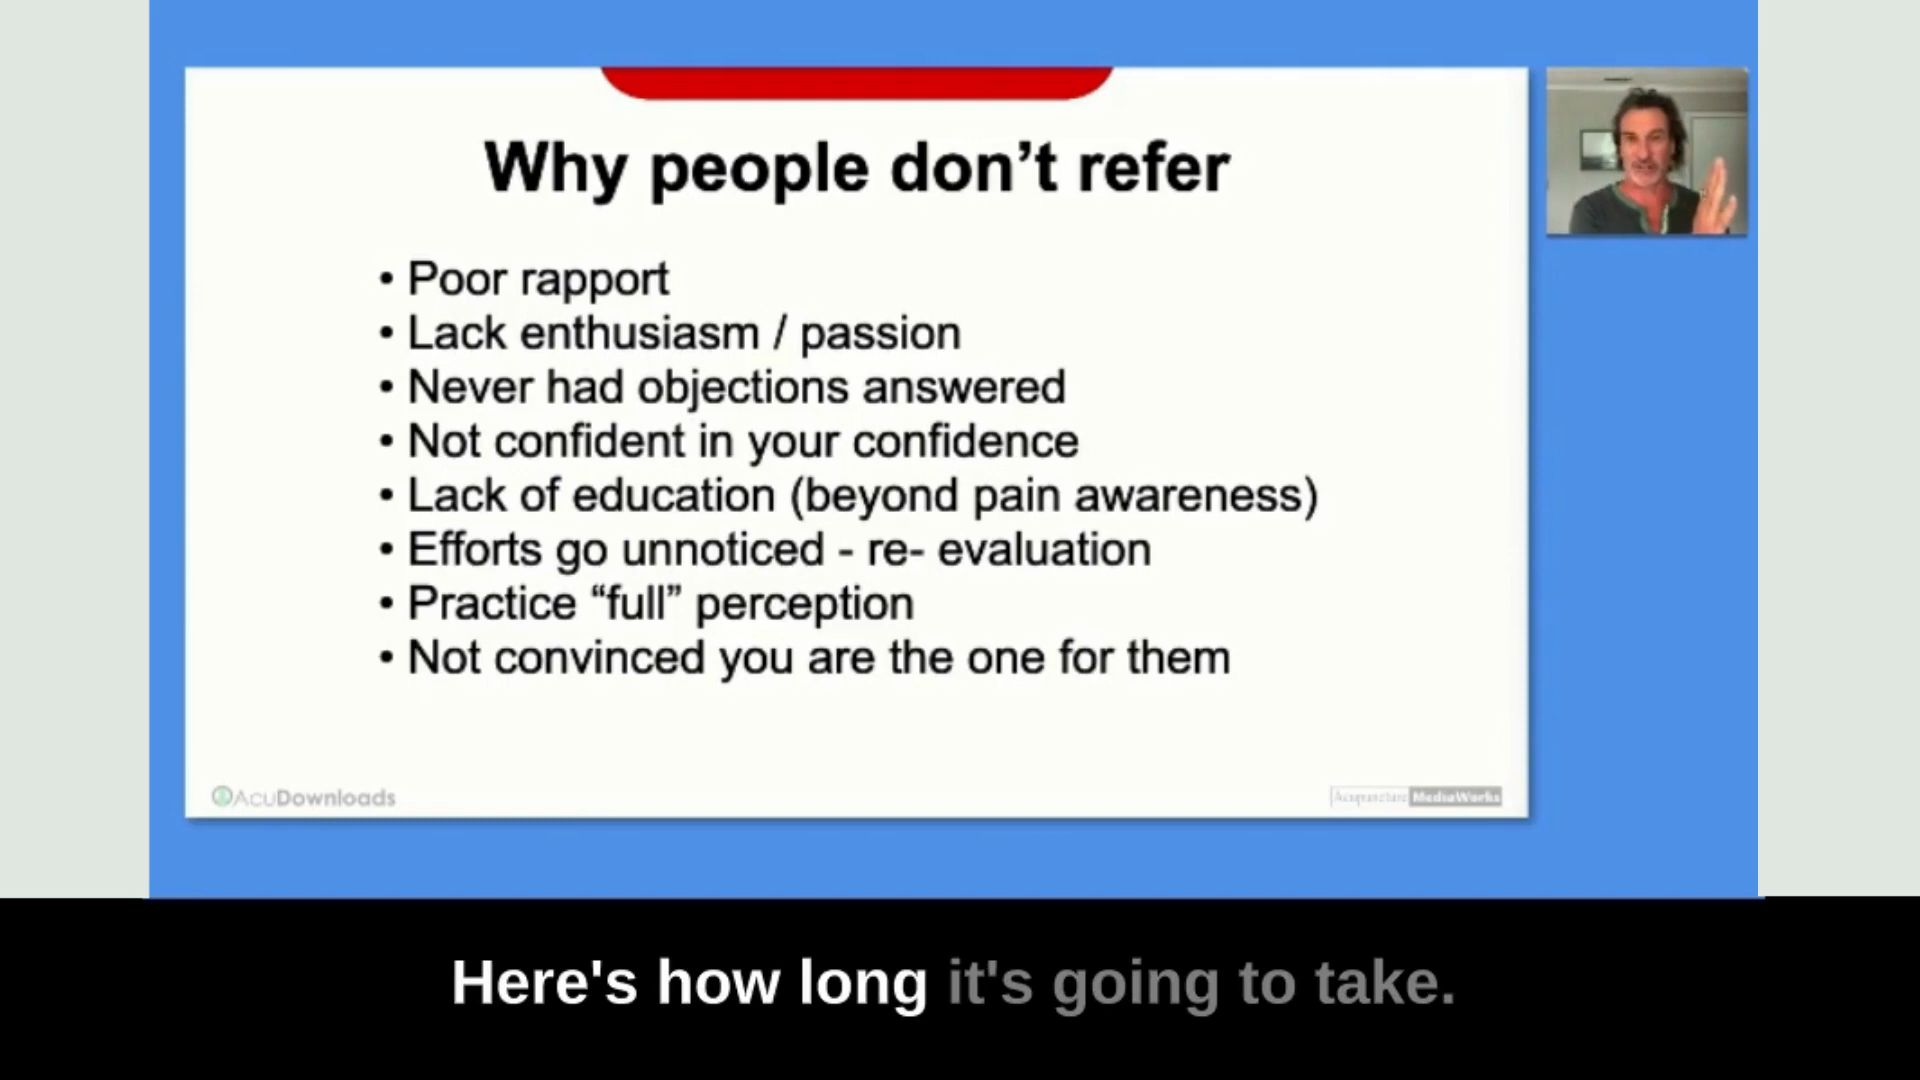 Why people don’t refer
• Poor rapport
• Lack enthusiasm / passion
• Never had objections answered
• Not confident in your confidence
• Lack of education (beyond pain awareness)
• Efforts go unnoticed - re- evaluation
• Practice “full” perception
• Not convinced you are the one for them
AcuDownloads
Acupuncture MediaWorks
Here's how long it's going to take.